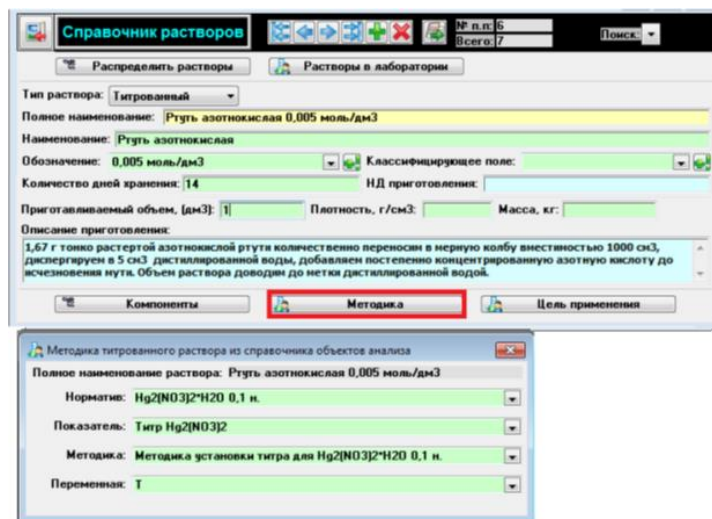 Справочник растворов
№ п.п: 6
Всего: 7
Поиск:
Распределить растворы
Растворы в лаборатории
Тип раствора: Титрованный
Полное наименование: Ртуть азотнокислая 0,005 моль/дм3
Наименование: Ртуть азотнокислая
Обозначение: 0,005 моль/дм3 Классифицирующее поле:
Количество дней хранения: 14 НД приготовления:
Приготавливаемый объем, (дм3): 1 Плотность, г/см3: Масса, кг:
Описание приготовления:
1,67 г тонко растертой азотнокислой ртути количественно переносим в мерную колбу вместимостью 1000 см3,
диспергируем в 5 см3 дистиллированной воды, добавляем постепенно концентрированную азотную кислоту до
исчезновения мути. Объем раствора доводим до метки дистиллированной водой.
Компоненты
Методика
Цель применения
Методика титрованного раствора из справочника объектов анализа
Полное наименование раствора: Ртуть азотнокислая 0,005 моль/дм3
Норматив: Hg2(NO3)2*H2O 0,1 н.
Показатель: Титр Hg2(NO3)2
Методика: Методика установки титра для Hg2(NO3)2*H2O 0,1 н.
Переменная: T